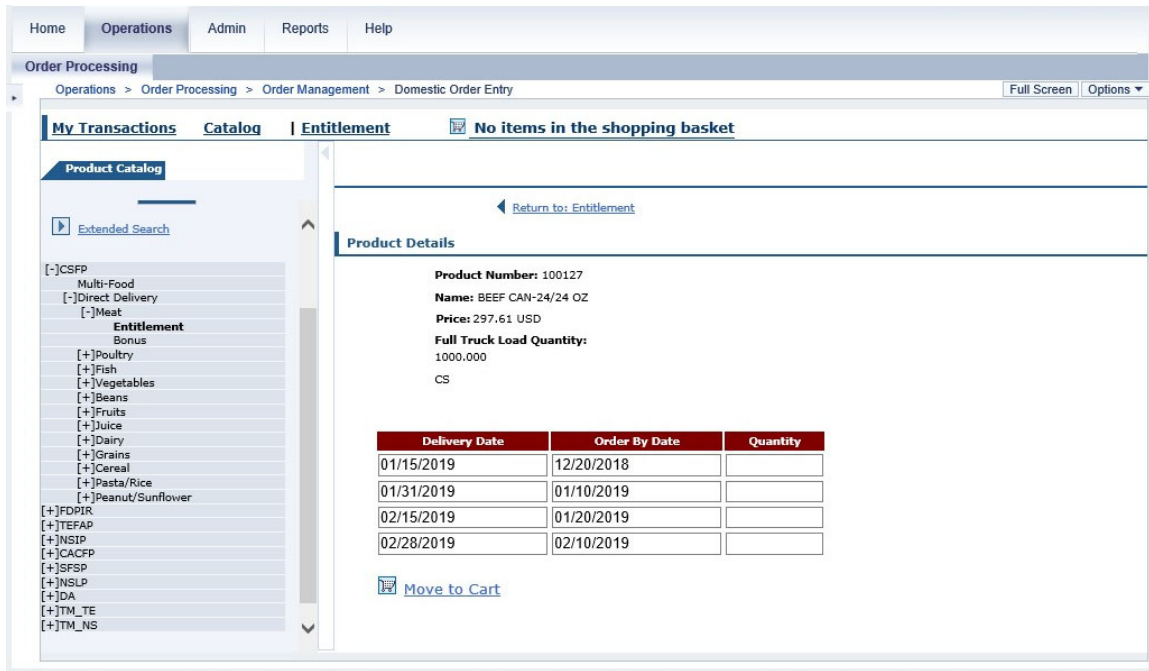 Home Operations Admin Reports Help
Order Processing
Operations > Order Processing > Order Management > Domestic Order Entry
Full Screen Options
My Transactions Catalog | Entitlement No items in the shopping basket
Product Catalog
Extended Search
[-]CSFP
Multi-Food
[-]Direct Delivery
[-]Meat
Entitlement
Bonus
[+]Poultry
[+]Fish
[+]Vegetables
[+]Beans
[+]Fruits
[+]Juice
[+]Dairy
[+]Grains
[+]Cereal
[+]Pasta/Rice
[+]Peanut/Sunflower
[+]FDPIR
[+]TEFAP
[+]NSIP
[+]CACFP
[+]SFSP
[+]NSLP
[+]DA
[+]TM_TE
[+]TM_NS
Return to: Entitlement
Product Details
Product Number: 100127
Name: BEEF CAN-24/24 OZ
Price: 297.61 USD
Full Truck Load Quantity:
1000.000
CS
Delivery Date Order By Date Quantity
01/15/2019 12/20/2018
01/31/2019 01/10/2019
02/15/2019 01/20/2019
02/28/2019 02/10/2019
Move to Cart